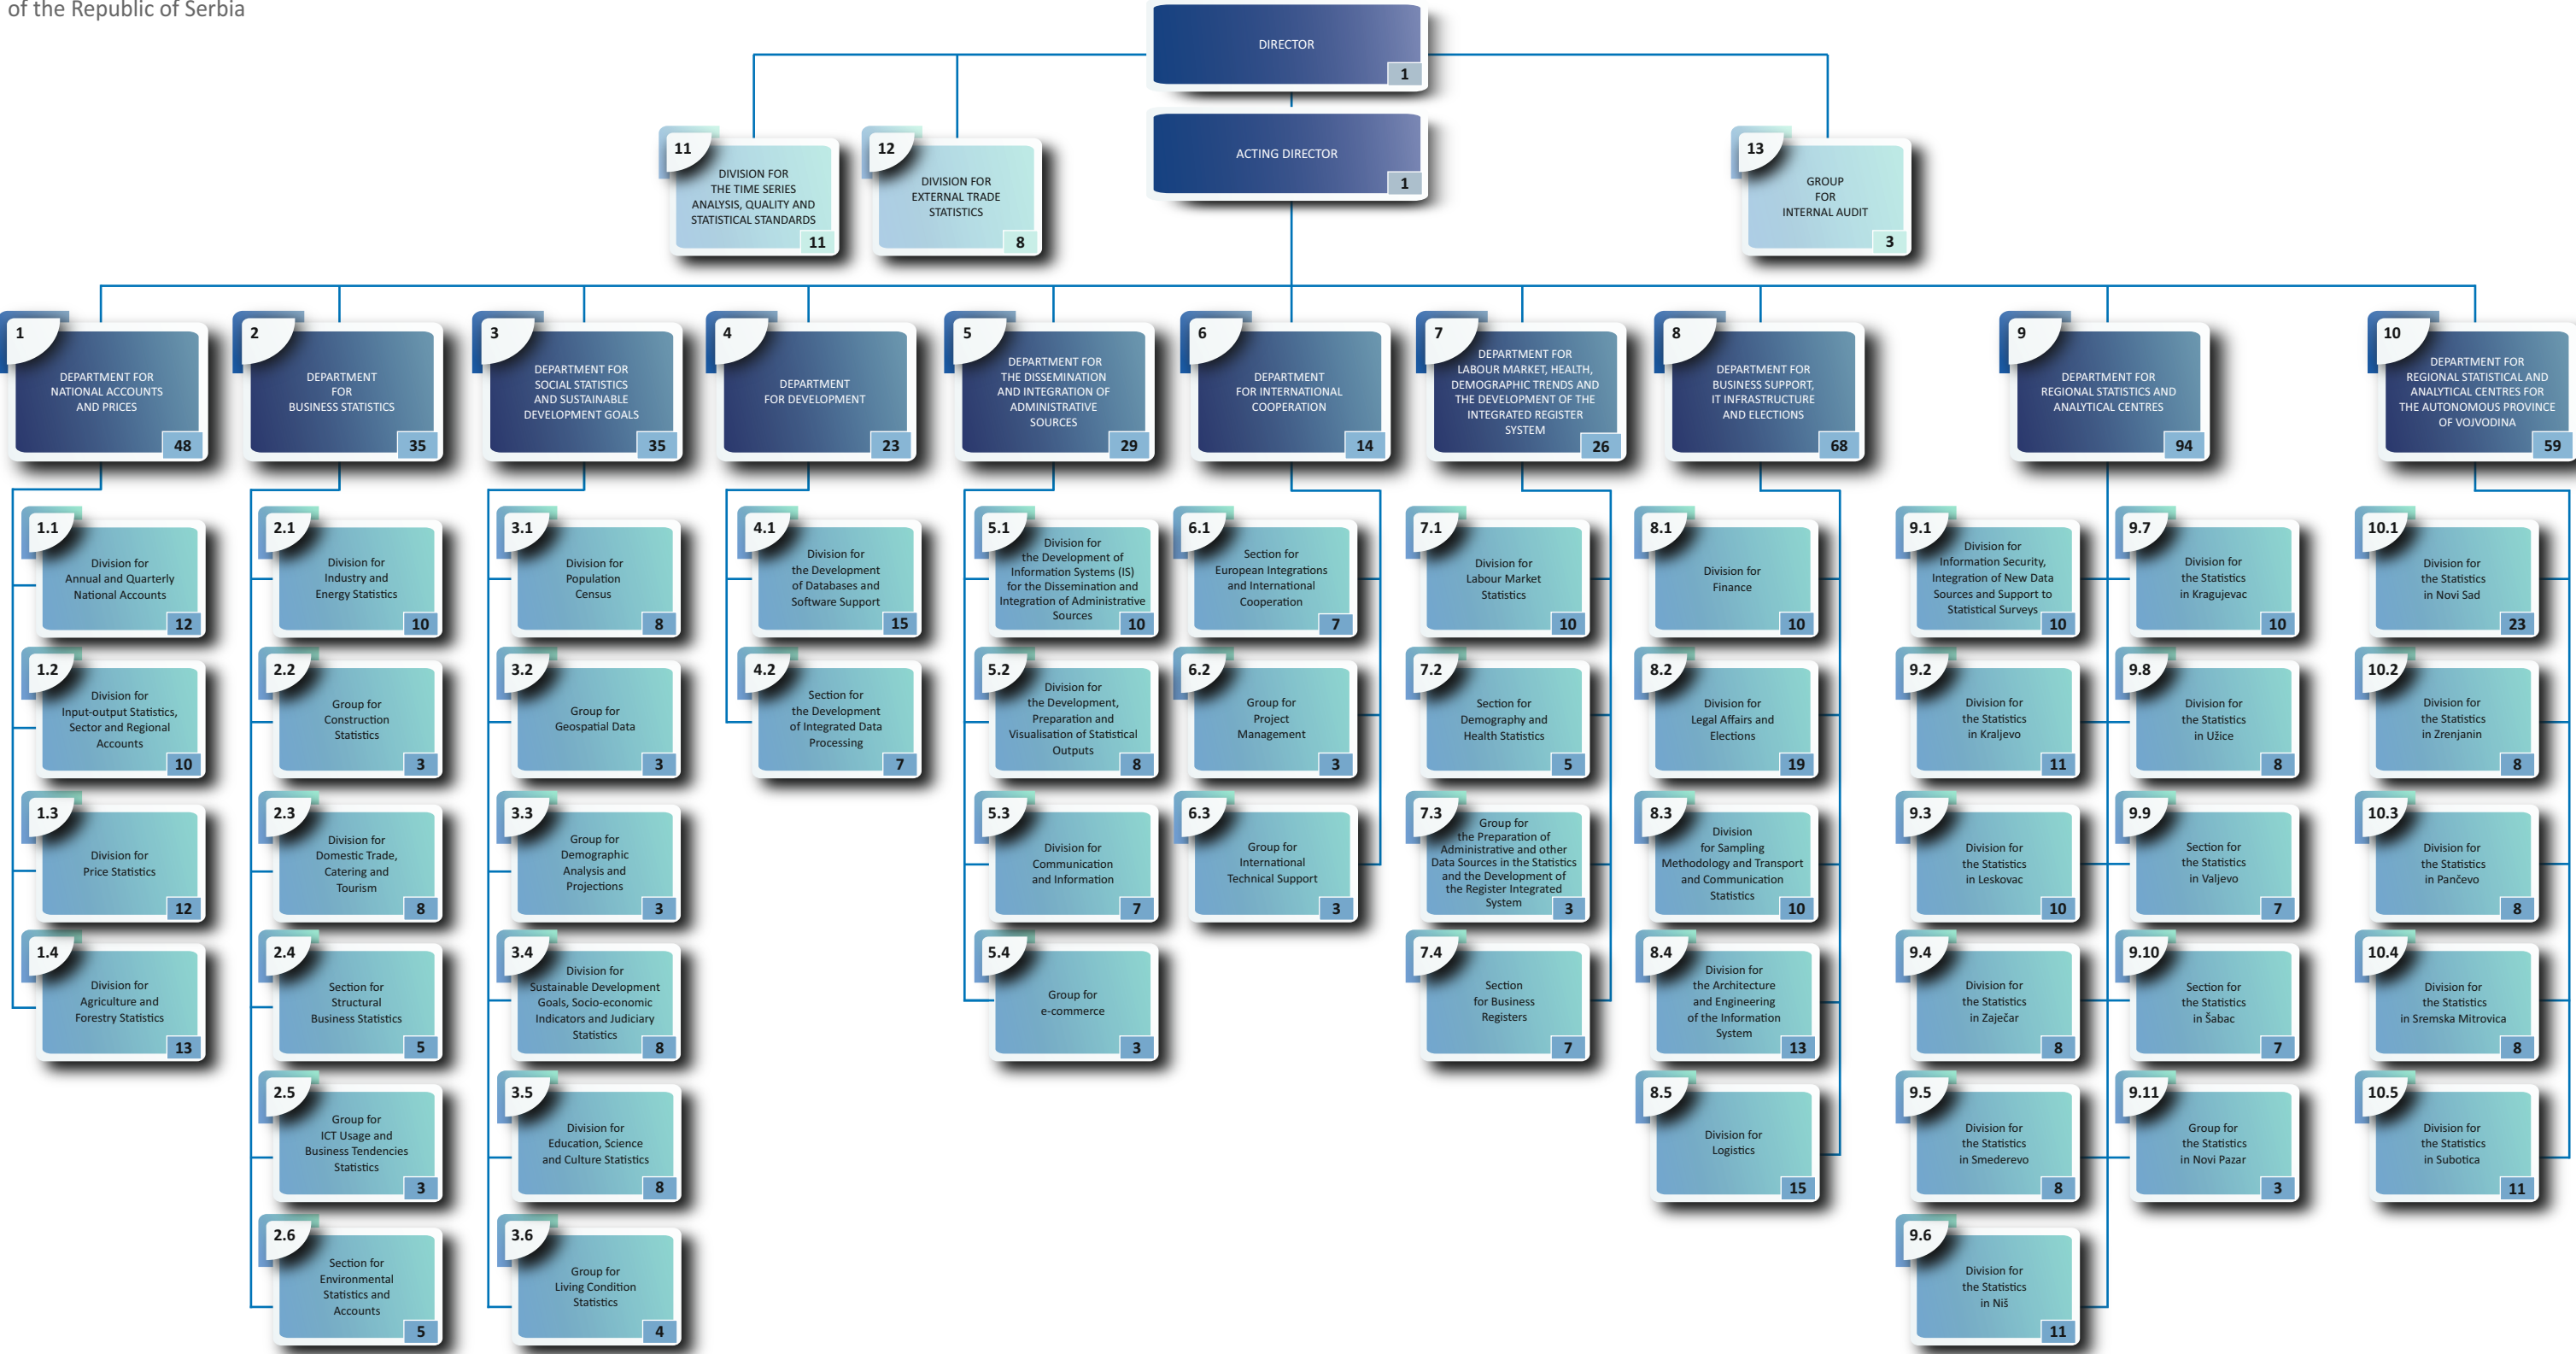 of the Republic of Serbia
DIRECTOR
1
ACTING DIRECTOR
1
11
DIVISION FOR
THE TIME SERIES
ANALYSIS, QUALITY AND
STATISTICAL STANDARDS
11
12
DIVISION FOR
EXTERNAL TRADE
STATISTICS
8
13
GROUP
FOR
INTERNAL AUDIT
3
1
DEPARTMENT FOR
NATIONAL ACCOUNTS
AND PRICES
48
2
DEPARTMENT
FOR
BUSINESS STATISTICS
35
3
DEPARTMENT FOR
SOCIAL STATISTICS
AND SUSTAINABLE
DEVELOPMENT GOALS
35
4
DEPARTMENT
FOR DEVELOPMENT
23
5
DEPARTMENT FOR
THE DISSEMINATION
AND INTEGRATION OF
ADMINISTRATIVE
SOURCES
29
6
DEPARTMENT
FOR INTERNATIONAL
COOPERATION
14
7
DEPARTMENT FOR
LABOUR MARKET, HEALTH,
DEMOGRAPHIC TRENDS AND
THE DEVELOPMENT OF THE
INTEGRATED REGISTER
SYSTEM
26
8
DEPARTMENT FOR
BUSINESS SUPPORT,
IT INFRASTRUCTURE
AND ELECTIONS
68
9
DEPARTMENT FOR
REGIONAL STATISTICS AND
ANALYTICAL CENTRES
94
10
DEPARTMENT FOR
REGIONAL STATISTICAL AND
ANALYTICAL CENTRES FOR
THE AUTONOMOUS PROVINCE
OF VOJVODINA
59
1.1
Division for
Annual and Quarterly
National Accounts
12
1.2
Division for
Input-output Statistics,
Sector and Regional
Accounts
10
1.3
Division for
Price Statistics
12
1.4
Division for
Agriculture and
Forestry Statistics
13
2.1
Division for
Industry and
Energy Statistics
10
2.2
Group for
Construction
Statistics
3
2.3
Division for
Domestic Trade,
Catering and
Tourism
8
2.4
Section for
Structural
Business Statistics
5
2.5
Group for
ICT Usage and
Business Tendencies
Statistics
3
2.6
Section for
Environmental
Statistics and
Accounts
5
3.1
Division for
Population
Census
8
3.2
Group for
Geospatial Data
3
3.3
Group for
Demographic
Analysis and
Projections
3
3.4
Division for
Sustainable Development
Goals, Socio-economic
Indicators and Judiciary
Statistics
8
3.5
Division for
Education, Science
and Culture Statistics
8
3.6
Group for
Living Condition
Statistics
4
4.1
Division for
the Development
of Databases and
Software Support
15
4.2
Section for
the Development
of Integrated Data
Processing
7
5.1
Division for
the Development of
Information Systems (IS)
for the Dissemination and
Integration of Administrative
Sources
10
5.2
Division for
the Development,
Preparation and
Visualisation of Statistical
Outputs
8
5.3
Division for
Communication
and Information
7
5.4
Group for
e-commerce
3
6.1
Section for
European Integrations
and International
Cooperation
7
6.2
Group for
Project
Management
3
6.3
Group for
International
Technical Support
3
7.1
Division for
Labour Market
Statistics
10
7.2
Section for
Demography and
Health Statistics
5
7.3
Group for
the Preparation of
Administrative and other
Data Sources in the Statistics
and the Development of
the Register Integrated
System
3
7.4
Section
for Business
Registers
7
8.1
Division for
Finance
10
8.2
Division for
Legal Affairs and
Elections
19
8.3
Division
for Sampling
Methodology and Transport
and Communication
Statistics
10
8.4
Division for
the Architecture
and Engineering
of the Information
System
13
8.5
Division for
Logistics
15
9.1
Division for
Information Security,
Integration of New Data
Sources and Support to
Statistical Surveys
10
9.2
Division for
the Statistics
in Kraljevo
11
9.3
Division for
the Statistics
in Leskovac
10
9.4
Division for
the Statistics
in Zaječar
8
9.5
Division for
the Statistics
in Smederevo
8
9.6
Division for
the Statistics
in Niš
11
9.7
Division for
the Statistics
in Kragujevac
10
9.8
Division for
the Statistics
in Užice
8
9.9
Section for
the Statistics
in Valjevo
7
9.10
Section for
the Statistics
in Šabac
7
9.11
Group for
the Statistics
in Novi Pazar
3
10.1
Division for
the Statistics
in Novi Sad
23
10.2
Division for
the Statistics
in Zrenjanin
8
10.3
Division for
the Statistics
in Pančevo
8
10.4
Division for
the Statistics
in Sremska Mitrovica
8
10.5
Division for
the Statistics
in Subotica
11